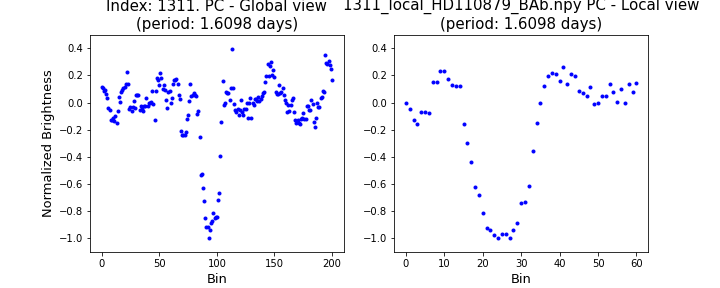 Index: 1311. PC - Global view
(period: 1.6098 days)
1311_local_HD110879_BAb.npy PC - Local view
(period: 1.6098 days)
Normalized Brightness
0.4
0.2
0.0
−0.2
−0.4
−0.6
−0.8
−1.0
0 50 100 150 200
Bin
0.4
0.2
0.0
−0.2
−0.4
−0.6
−0.8
−1.0
0 10 20 30 40 50 60
Bin